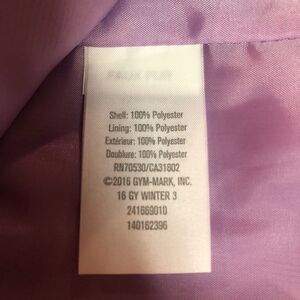 FAUX FUR
Shell: 100% Polyester
Lining: 100% Polyester
Extérieur: 100% Polyester
Doublure: 100% Polyester
RN70530/CA31802
©2016 GYM-MARK, INC.
16 GY WINTER 3
241669010
140162396